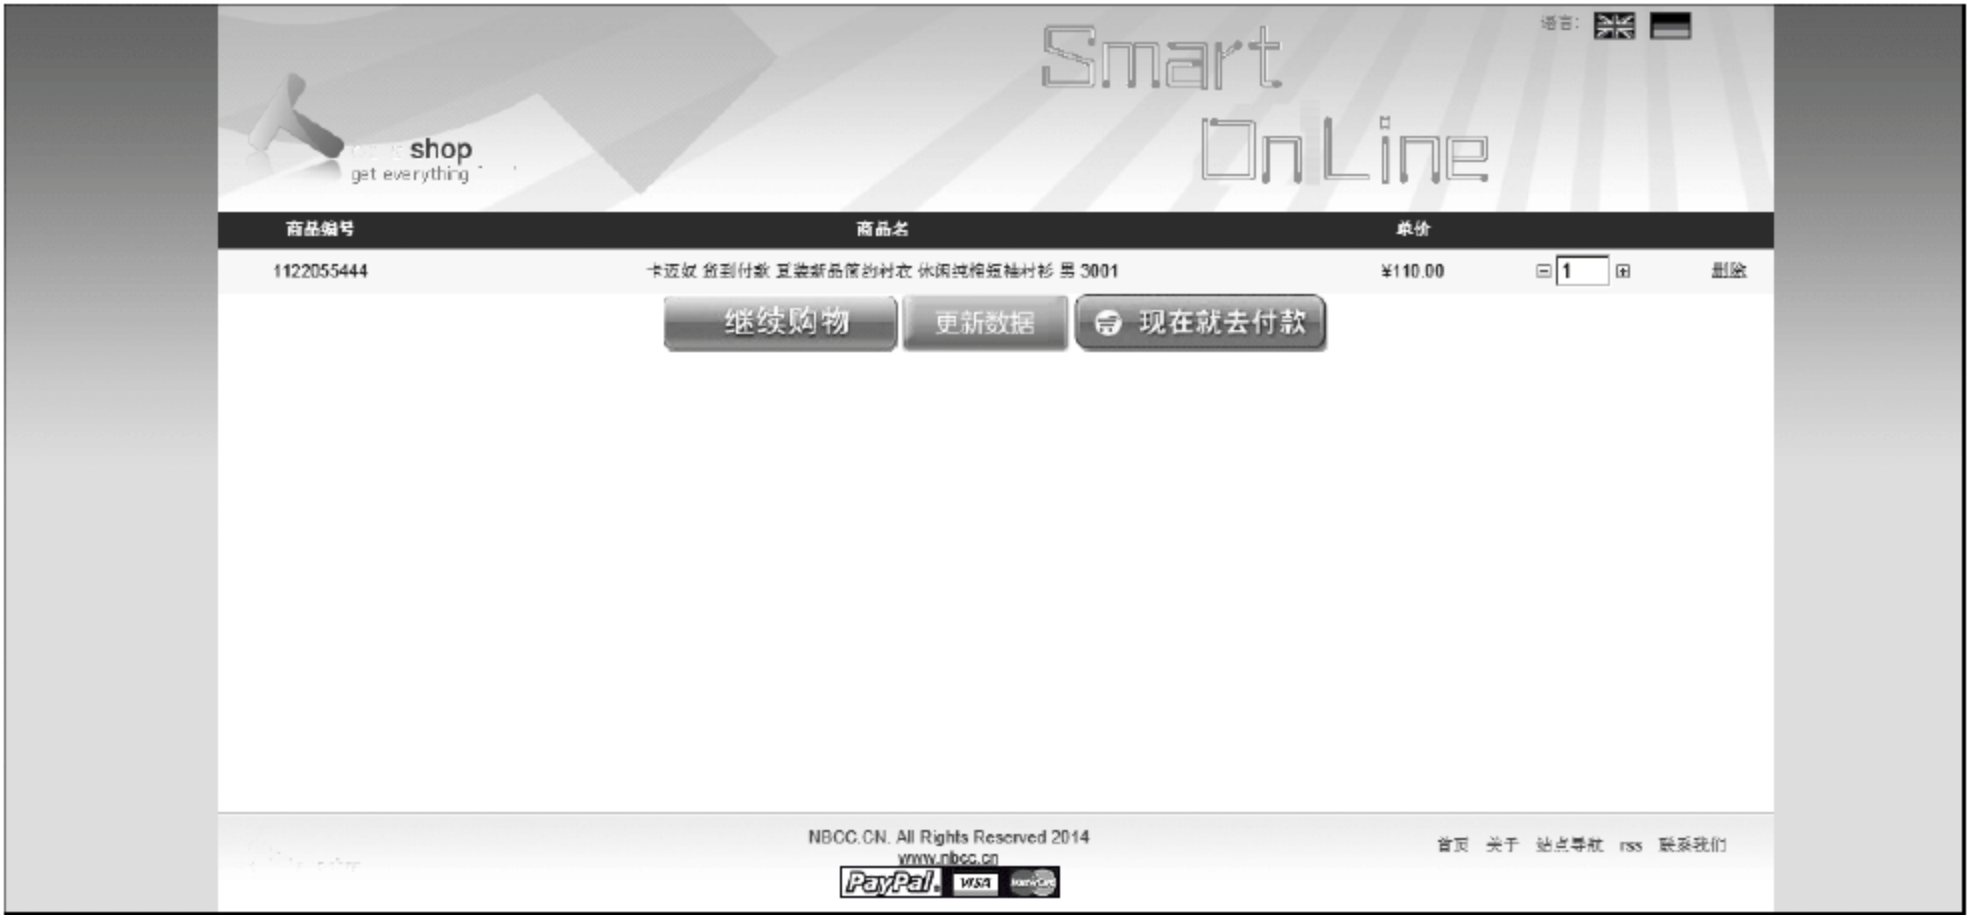 语言:
Smart
OnLine
shop
get everything
商品编号 商品名 单价
1122055444 卡迈奴 货到付款 夏装新品简约衬衣 休闲纯棉短袖衬衫 男 3001 ¥110.00 1 删除
继续购物 更新数据 现在就去付款
NBCC.CN. All Rights Reserved 2014
www.nbcc.cn
首页 关于 站点导航 rss 联系我们
PayPal. VISA MasterCard